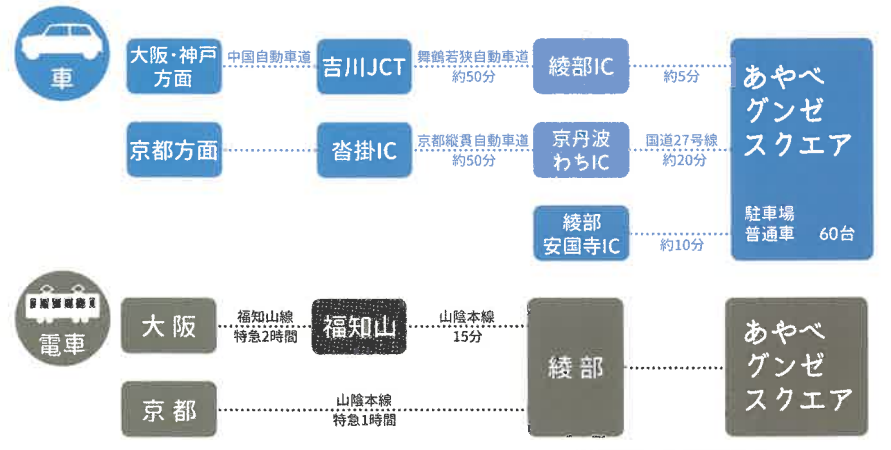 車
大阪・神戸
方面
中国自動車道
吉川JCT
舞鶴若狭自動車道
約50分
綾部IC
約5分
あやべ
グンゼ
スクエア
駐車場
普通車 60台
京都方面
沓掛IC
京都縦貫自動車道
約50分
京丹波
わちIC
国道27号線
約20分
綾部
安国寺IC
約10分
電車
大阪
福知山線
特急2時間
福知山
山陰本線
15分
綾部
あやべ
グンゼ
スクエア
京都
山陰本線
特急1時間